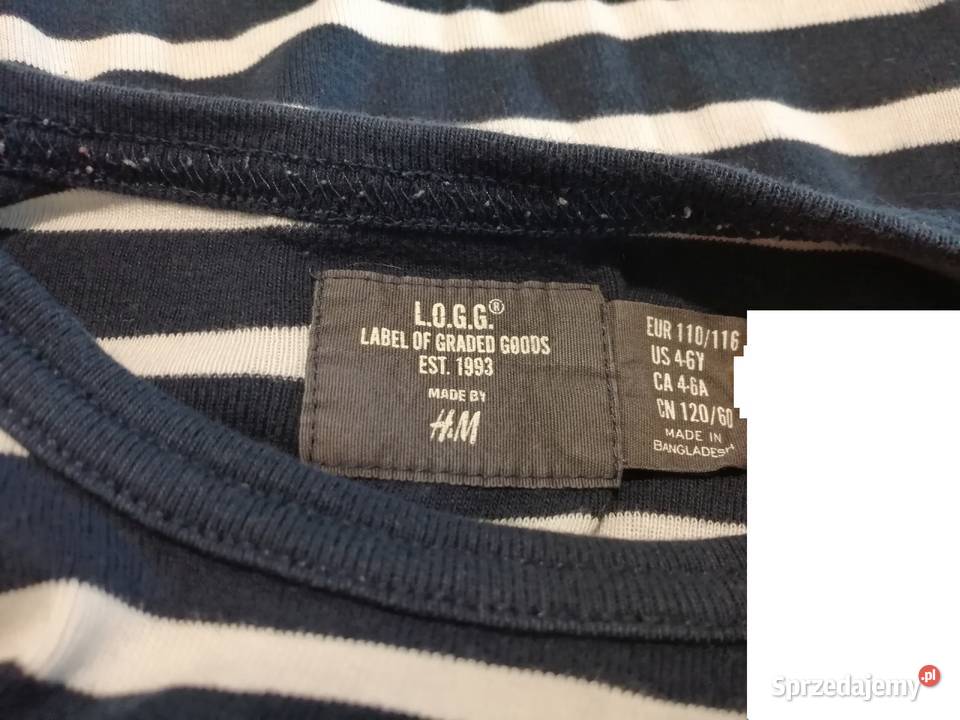 L.O.G.G.®
LABEL OF GRADED GOODS
EST. 1993
MADE BY
H&M
EUR 110/116
US 4-6Y
CA 4-6A
CN 120/60
MADE IN
BANGLADESH
Sprzedajemy.pl